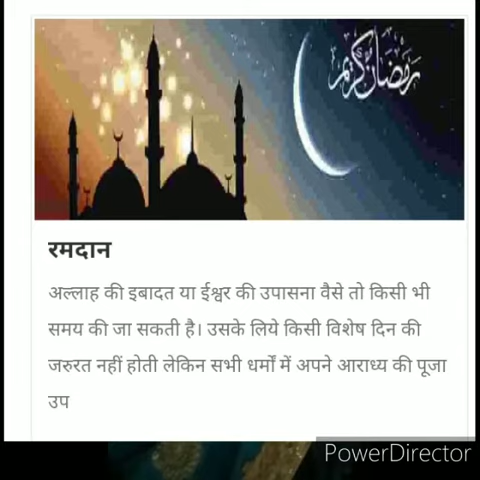 رمضان كريم
रमदान
अल्लाह की इबादत या ईश्वर की उपासना वैसे तो किसी भी
समय की जा सकती है। उसके लिये किसी विशेष दिन की
जरुरत नहीं होती लेकिन सभी धर्मों में अपने आराध्य की पूजा
उप
PowerDirector